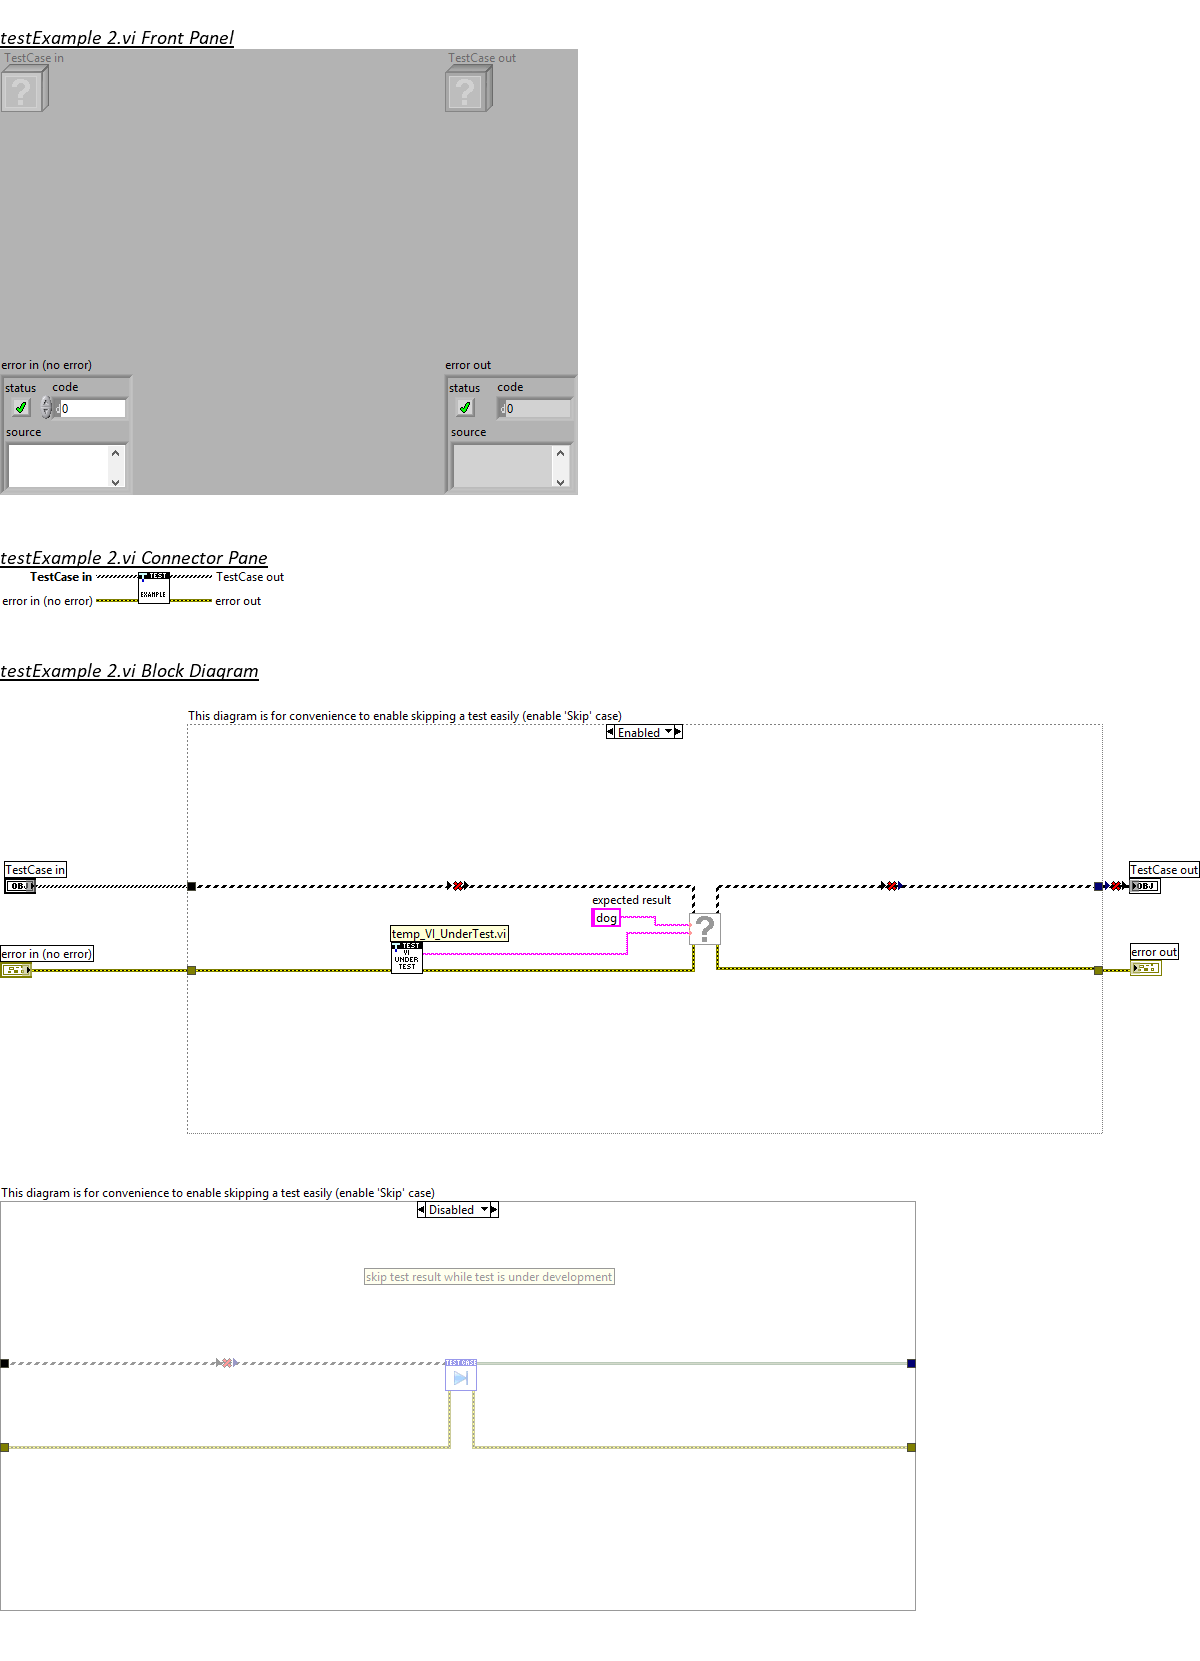 testExample 2.vi Front Panel
TestCase in
TestCase out
?
?
error in (no error)
error out
status
code
status
code
d
0
d
0
source
source
testExample 2.vi Connector Pane
TestCase in
TEST
TestCase out
error in (no error)
EXAMPLE
error out
testExample 2.vi Block Diagram
This diagram is for convenience to enable skipping a test easily (enable 'Skip' case)
Enabled
TestCase in
TestCase out
OBJ
OBJ
expected result
dog
?
temp_VI_UnderTest.vi
TEST
VI
UNDER
TEST
error in (no error)
error out
This diagram is for convenience to enable skipping a test easily (enable 'Skip' case)
Disabled
skip test result while test is under development
TEST CASE